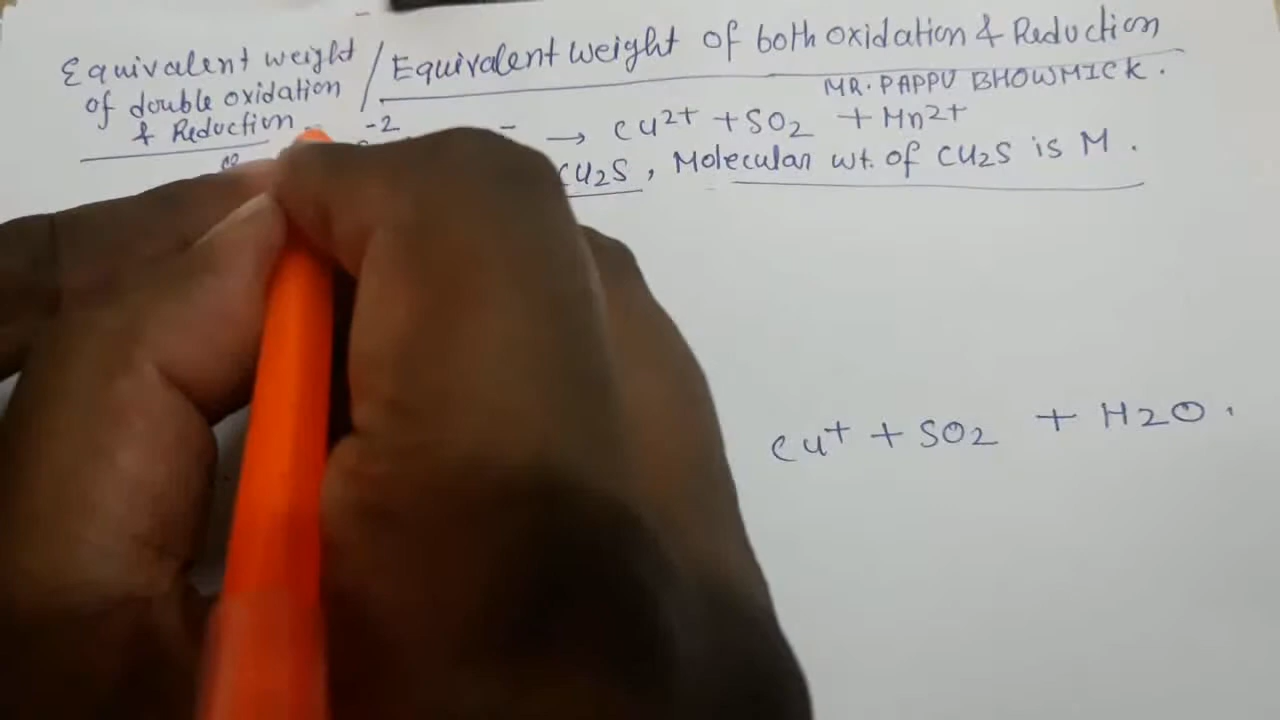 Equivalent weight
of double oxidation
& Reduction
/ Equivalent weight of both oxidation & Reduction
MR. PAPPU BHOWMICK.
-2 - → Cu2+ + SO2 + Mn2+
Cu2S, Molecular wt. of Cu2S is M.
Cu+ + SO2 + H2O.